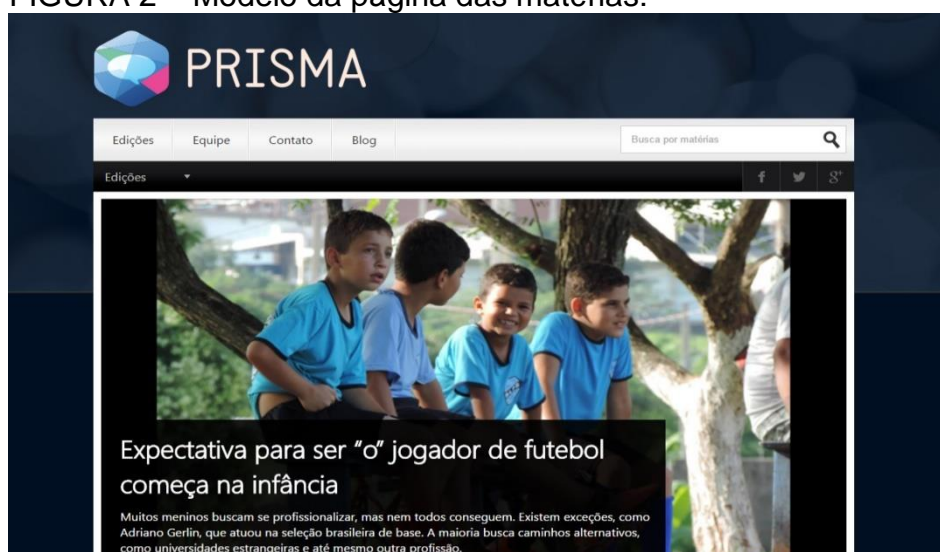 FIGURA 2 – Modelo da página das matérias.
PRISMA
Edições Equipe Contato Blog Busca por matérias
Edições
Expectativa para ser “o” jogador de futebol
começa na infância
Muitos meninos buscam se profissionalizar, mas nem todos conseguem. Existem exceções, como
Adriano Gerlin, que atuou na seleção brasileira de base. A maioria busca caminhos alternativos,
como universidades estrangeiras e até mesmo outra profissão.